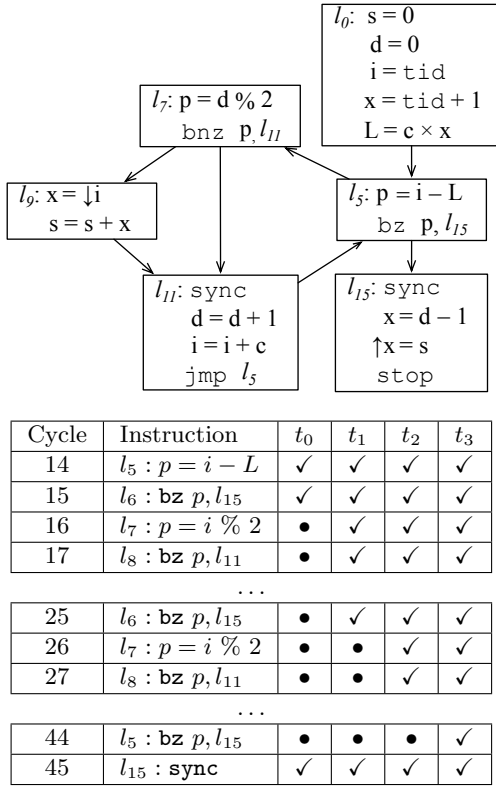 l0: s = 0
d = 0
i = tid
x = tid + 1
L = c × x
l7: p = d % 2
bnz p, l11
l9: x = ↓i
s = s + x
l5: p = i – L
bz p, l15
l11: sync
d = d + 1
i = i + c
jmp l5
l15: sync
x = d – 1
↑x = s
stop
Cycle Instruction t0 t1 t2 t3
14 l5 : p = i − L ✓ ✓ ✓ ✓
15 l6 : bz p, l15 ✓ ✓ ✓ ✓
16 l7 : p = i % 2 • ✓ ✓ ✓
17 l8 : bz p, l11 • ✓ ✓ ✓
...
25 l6 : bz p, l15 • ✓ ✓ ✓
26 l7 : p = i % 2 • • ✓ ✓
27 l8 : bz p, l11 • • ✓ ✓
...
44 l5 : bz p, l15 • • • ✓
45 l15 : sync ✓ ✓ ✓ ✓